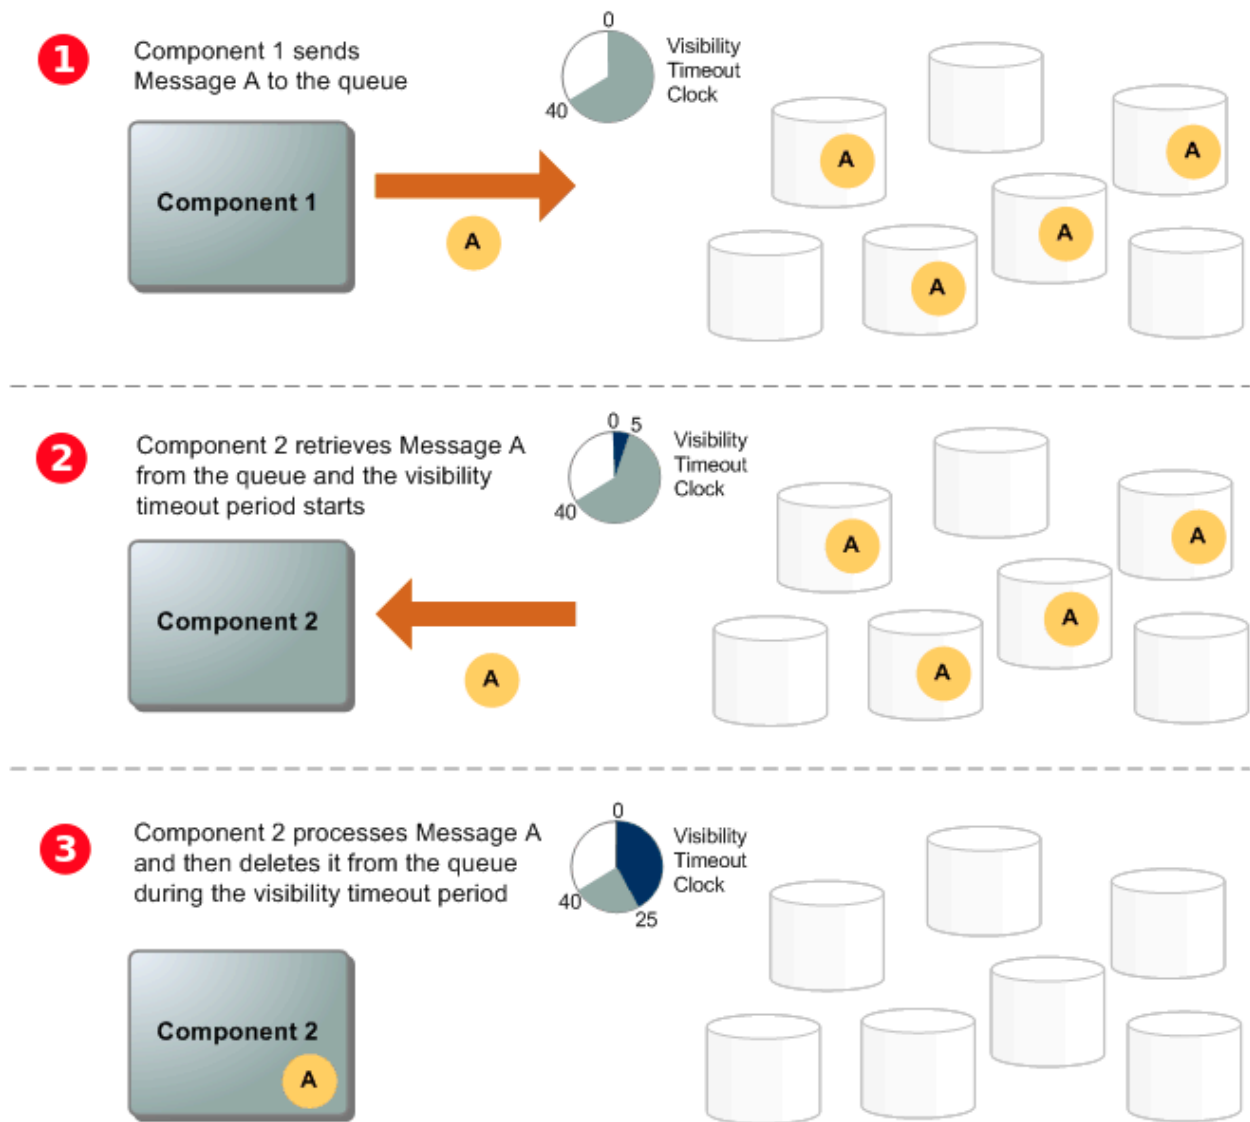 1
Component 1 sends
Message A to the queue
0
40
Visibility
Timeout
Clock
Component 1
A
A
A
A
A
2
Component 2 retrieves Message A
from the queue and the visibility
timeout period starts
0 5
40
Visibility
Timeout
Clock
Component 2
A
A
A
A
A
3
Component 2 processes Message A
and then deletes it from the queue
during the visibility timeout period
0
40
25
Visibility
Timeout
Clock
Component 2
A